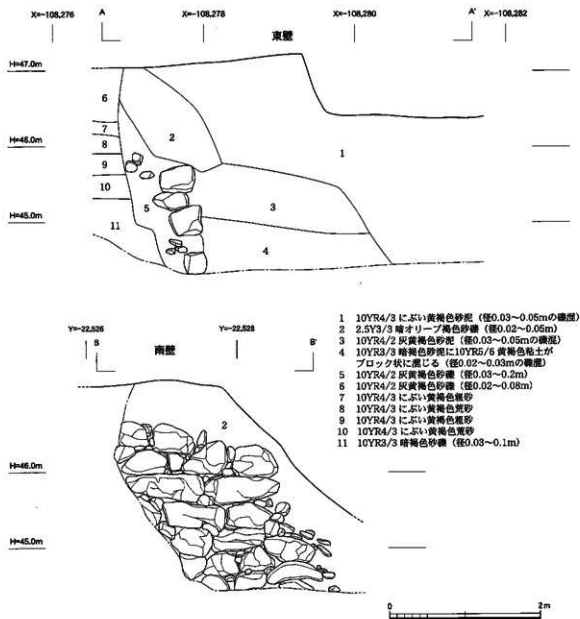 X=-108,276
A
X=-108,278
X=-108,280
A'
X=-108,282
東壁
H=47.0m
6
2
7
H=46.0m
8
1
9
10
5
3
H=45.0m
11
4
Y=-22,526
Y=-22,528
B
南壁
B'
2
H=46.0m
H=45.0m
1 10YR4/3 にぶい黄褐色砂泥（径0.03～0.05mの礫混）
2 2.5Y3/3 暗オリーブ褐色砂礫（径0.02～0.05m）
3 10YR4/2 灰黄褐色砂泥（径0.03～0.05mの礫混）
4 10YR3/3 暗褐色砂泥に10YR5/6 黄褐色粘土が
ブロック状に混じる（径0.02～0.03mの礫混）
5 10YR4/2 灰黄褐色砂礫（径0.03～0.2m）
6 10YR4/2 灰黄褐色砂礫（径0.02～0.08m）
7 10YR4/3 にぶい黄褐色粗砂
8 10YR4/3 にぶい黄褐色荒砂
9 10YR4/3 にぶい黄褐色粗砂
10 10YR4/3 にぶい黄褐色荒砂
11 10YR3/3 暗褐色砂礫（径0.03～0.1m）
0
2m